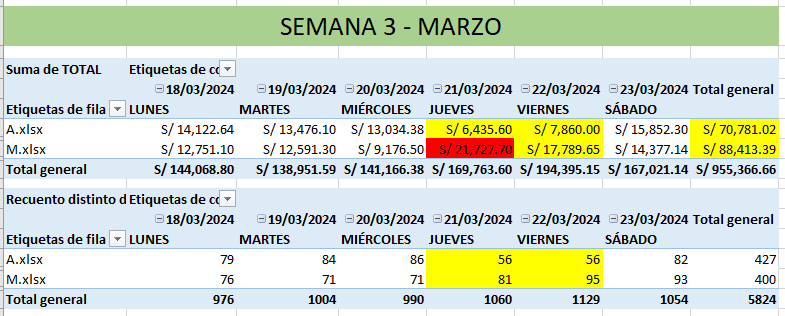 SEMANA 3 - MARZO
Suma de TOTAL Etiquetas de co
18/03/2024 19/03/2024 20/03/2024 21/03/2024 22/03/2024 23/03/2024 Total general
Etiquetas de fila LUNES MARTES MIÉRCOLES JUEVES VIERNES SÁBADO
A.xlsx S/ 14,122.64 S/ 13,476.10 S/ 13,034.38 S/ 6,435.60 S/ 7,860.00 S/ 15,852.30 S/ 70,781.02
M.xlsx S/ 12,751.10 S/ 12,591.30 S/ 9,176.50 S/ 21,727.70 S/ 17,789.65 S/ 14,377.14 S/ 88,413.39
Total general S/ 144,068.80 S/ 138,951.59 S/ 141,166.38 S/ 169,763.60 S/ 194,395.15 S/ 167,021.14 S/ 955,366.66
Recuento distinto d Etiquetas de co
18/03/2024 19/03/2024 20/03/2024 21/03/2024 22/03/2024 23/03/2024 Total general
Etiquetas de fila LUNES MARTES MIÉRCOLES JUEVES VIERNES SÁBADO
A.xlsx 79 84 86 56 56 82 427
M.xlsx 76 71 71 81 95 93 400
Total general 976 1004 990 1060 1129 1054 5824